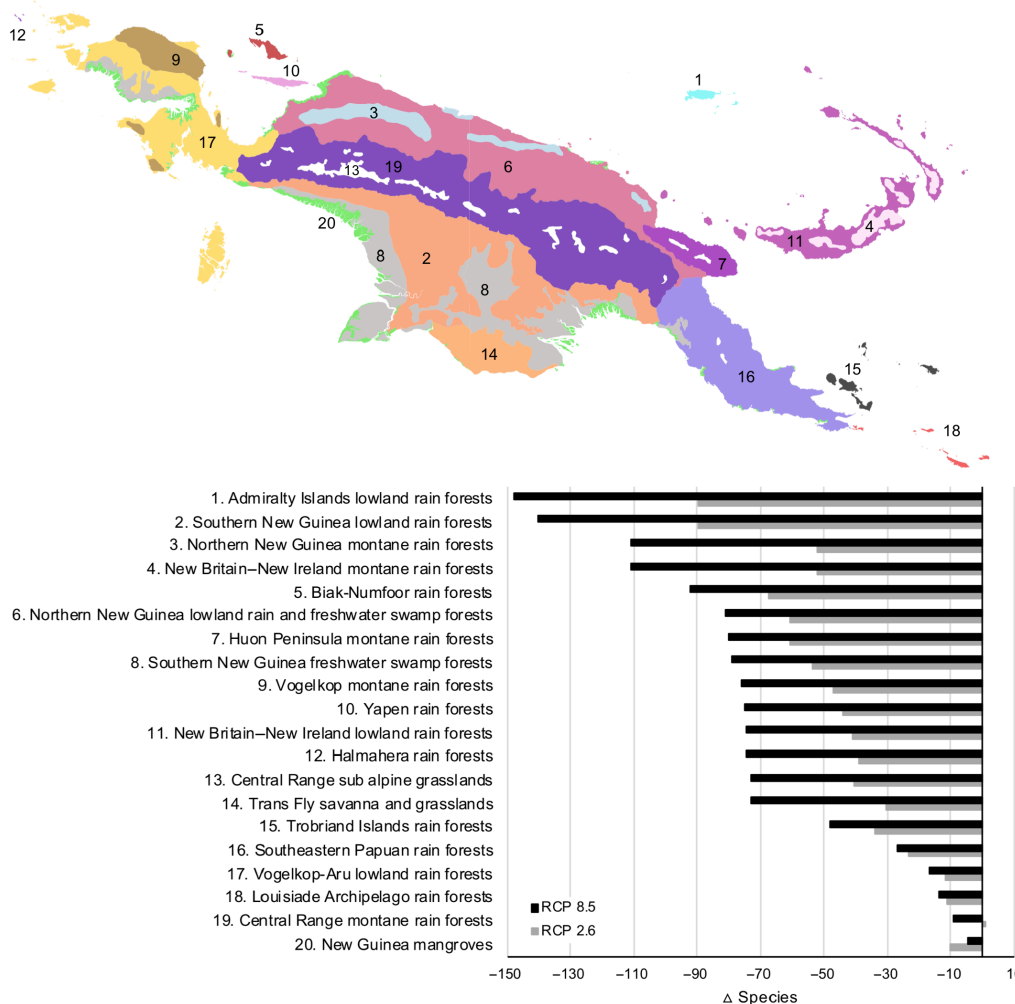 12
5
9
10
1
3
17
13
19
6
4
20
11
7
8
2
8
14
16
15
18
1. Admiralty Islands lowland rain forests
2. Southern New Guinea lowland rain forests
3. Northern New Guinea montane rain forests
4. New Britain–New Ireland montane rain forests
5. Biak-Numfoor rain forests
6. Northern New Guinea lowland rain and freshwater swamp forests
7. Huon Peninsula montane rain forests
8. Southern New Guinea freshwater swamp forests
9. Vogelkop montane rain forests
10. Yapen rain forests
11. New Britain–New Ireland lowland rain forests
12. Halmahera rain forests
13. Central Range sub alpine grasslands
14. Trans Fly savanna and grasslands
15. Trobriand Islands rain forests
16. Southeastern Papuan rain forests
17. Vogelkop-Aru lowland rain forests
18. Louisiade Archipelago rain forests
19. Central Range montane rain forests
20. New Guinea mangroves
RCP 8.5
RCP 2.6
−150 −130 −110 −90 −70 −50 −30 −10
Δ Species